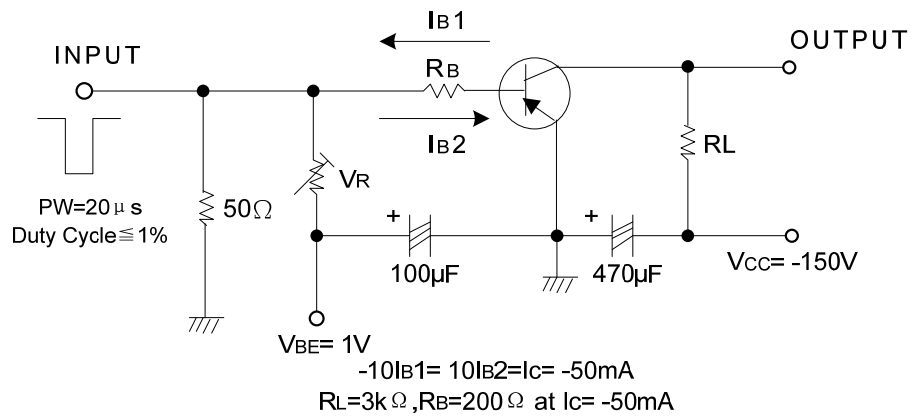 IB1
INPUT
OUTPUT
RB
IB2
RL
VR
PW=20μs
Duty Cycle≦1%
50Ω
+
+
100μF
470μF
VCC= -150V
VBE= 1V
-10IB1= 10IB2=Ic= -50mA
RL=3kΩ,RB=200Ω at Ic= -50mA